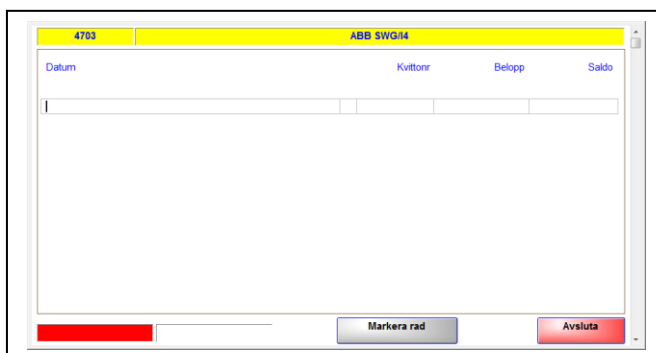 4703 ABB SWG/I4
Datum Kvittonr Belopp Saldo
Markera rad Avsluta